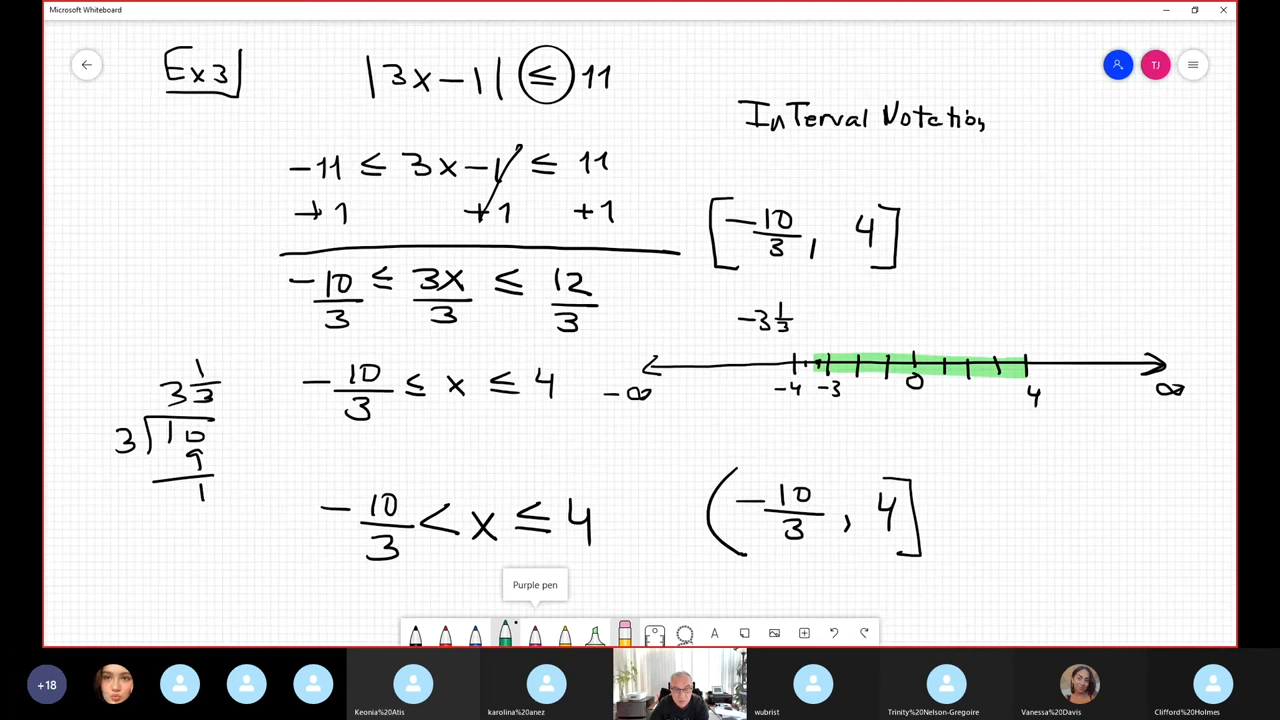 Microsoft Whiteboard
Ex3
|3x-1| ≤ 11
TJ
Interval Notation
-11 ≤ 3x-1 ≤ 11
+1 +1 +1
-10/3 ≤ 3x/3 ≤ 12/3
[-10/3, 4]
-3 1/3
-4 -3 0 4
-∞ ∞
-10/3 ≤ x ≤ 4
3 1/3
3 10
9
1
-10/3 < x ≤ 4
(-10/3, 4]
Purple pen
A
+18
Keonia%20Atis
karolina%20anez
wubrist
Trinity%20Nelson-Gregoire
Vanessa%20Davis
Clifford%20Holmes